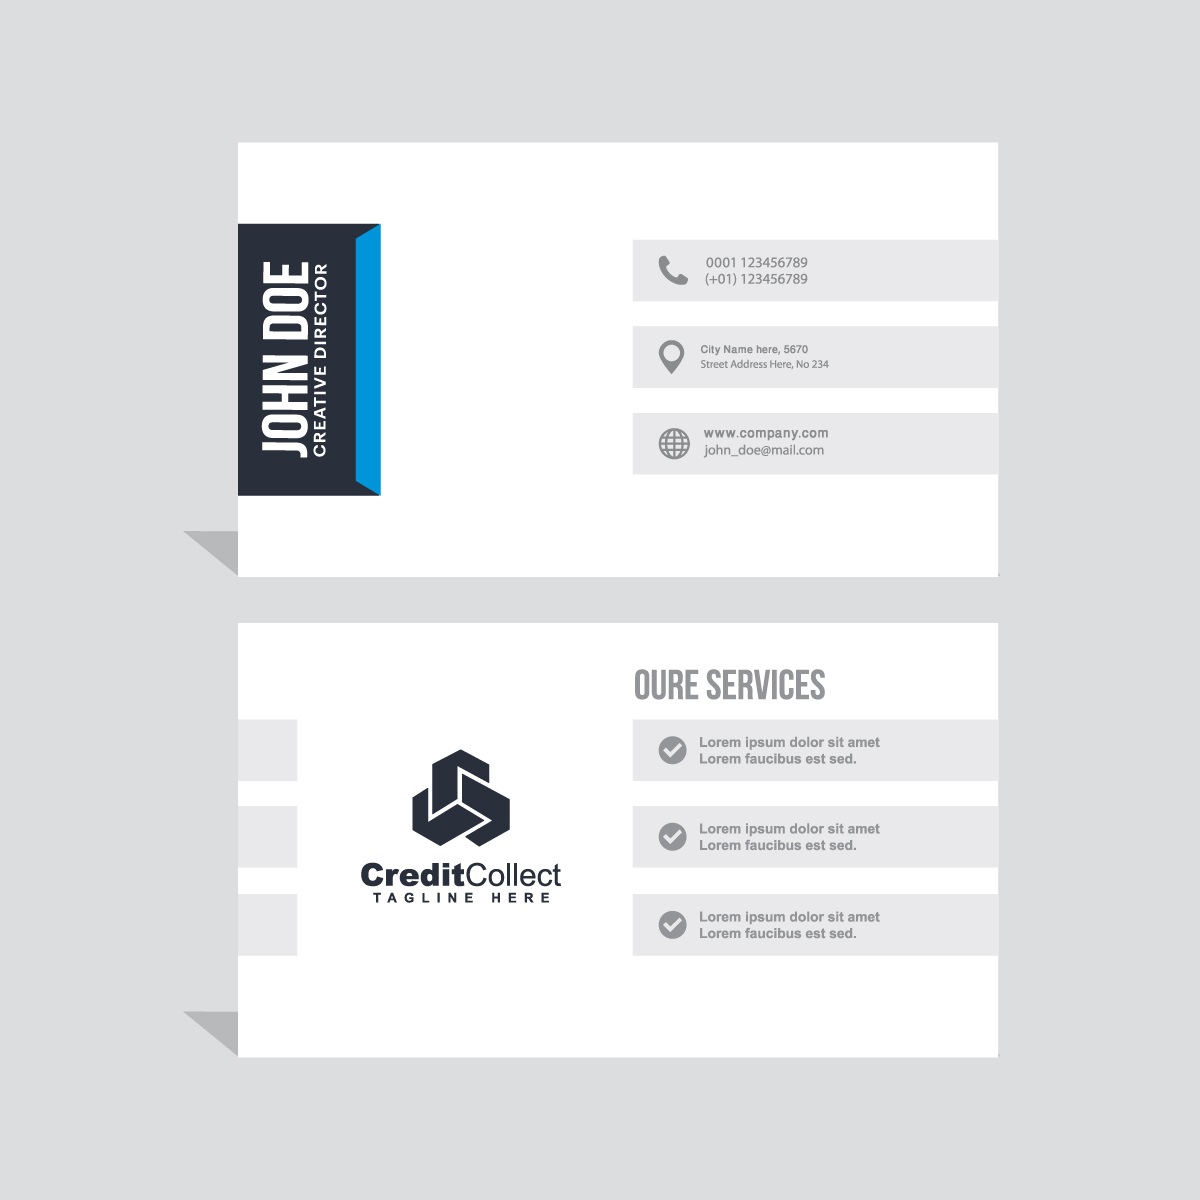 JOHN DOE
CREATIVE DIRECTOR
0001 123456789
(+01) 123456789
City Name here, 5670
Street Address Here, No 234
www.company.com
john_doe@mail.com
CreditCollect
TAGLINE HERE
OURE SERVICES
Lorem ipsum dolor sit amet
Lorem faucibus est sed.
Lorem ipsum dolor sit amet
Lorem faucibus est sed.
Lorem ipsum dolor sit amet
Lorem faucibus est sed.